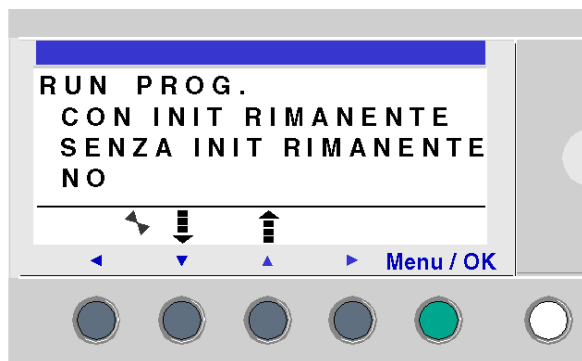 RUN PROG.
CON INIT RIMANENTE
SENZA INIT RIMANENTE
NO
Menu / OK